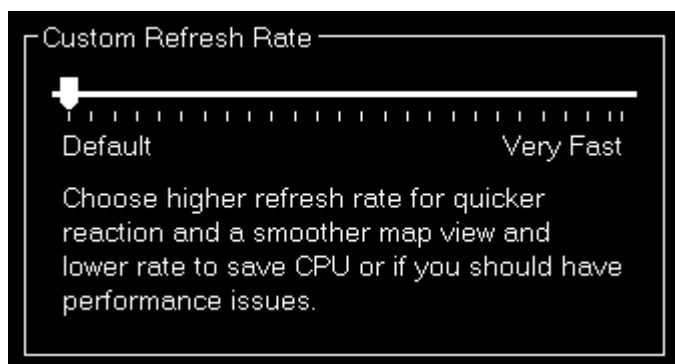 Custom Refresh Rate
Default Very Fast
Choose higher refresh rate for quicker
reaction and a smoother map view and
lower rate to save CPU or if you should have
performance issues.